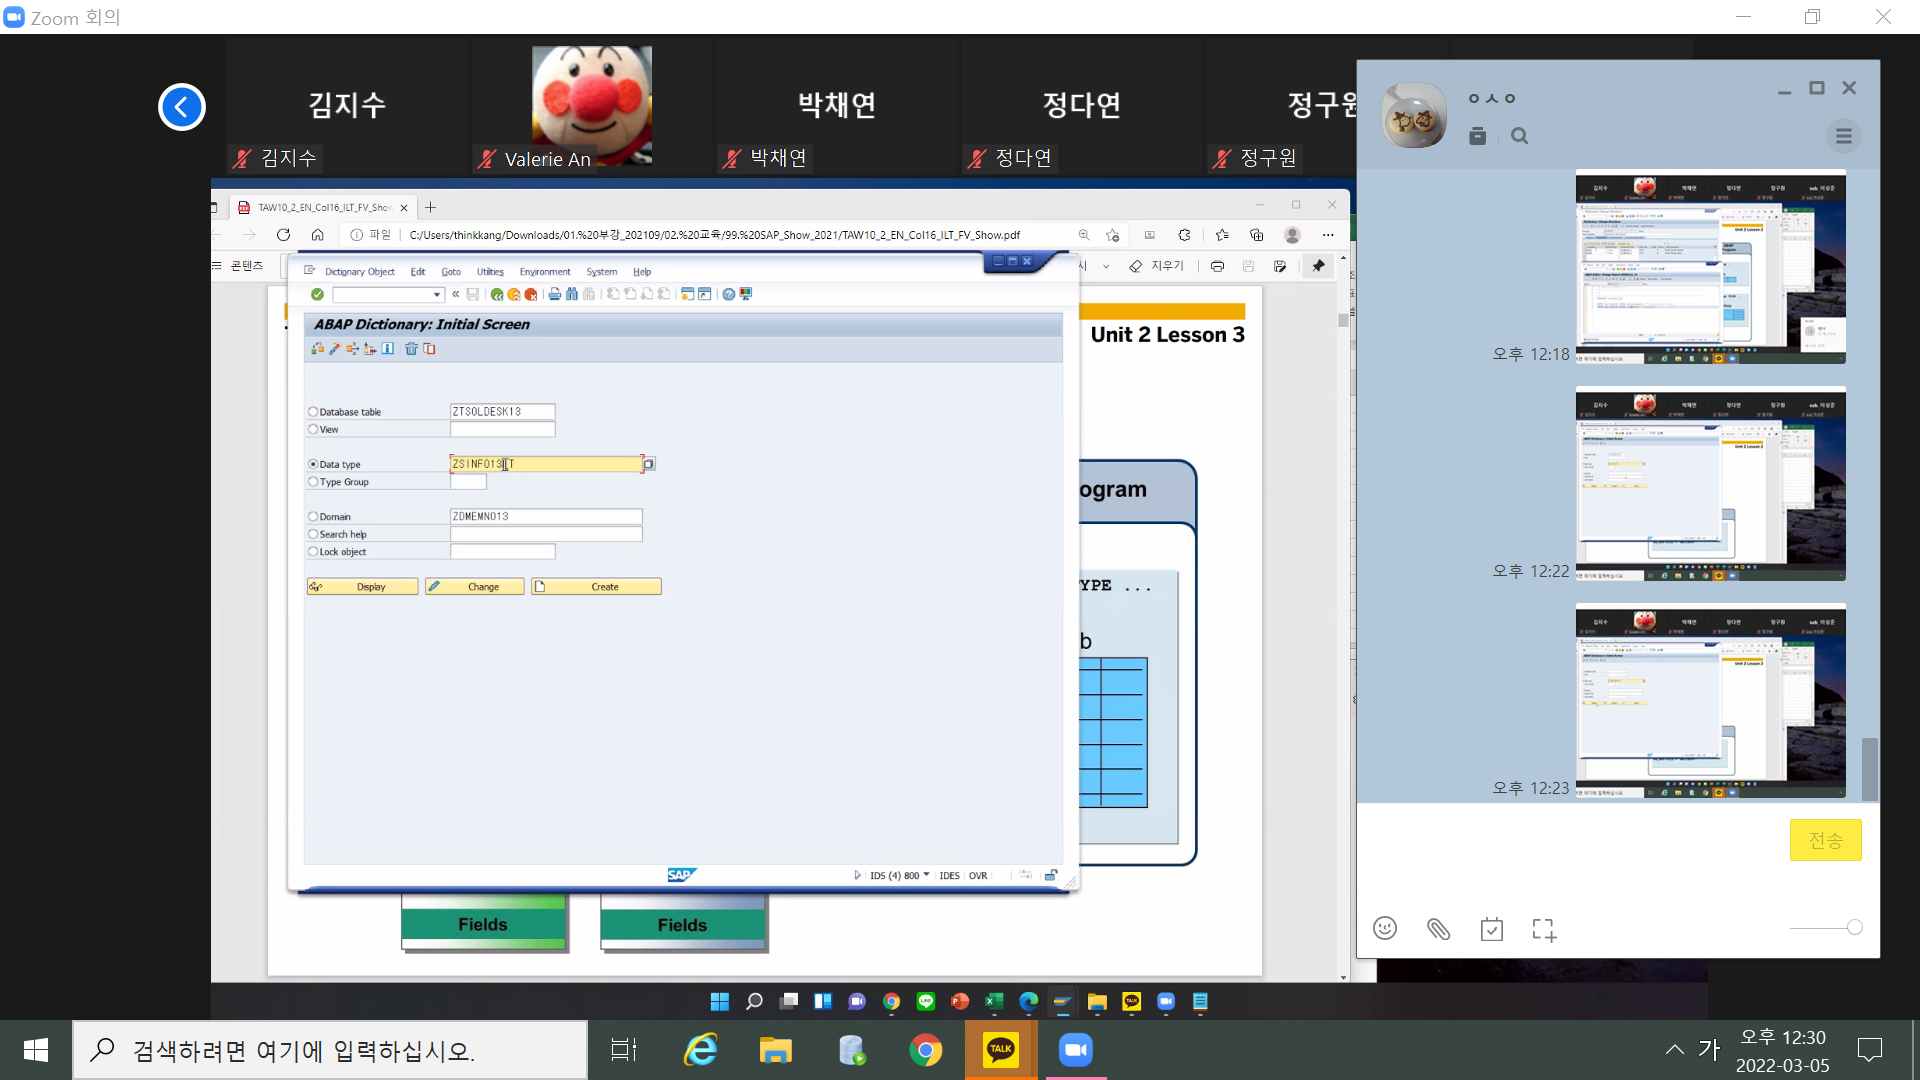 Zoom 회의
김지수
박채연
정다연
정구원
김지수
Valerie An
박채연
정다연
정구원
TAW10_2_EN_Col16_ILT_FV_Show
파일
C:/Users/thinkkang/Downloads/01.%20부강_202109/02.%20교육/99.%20SAP_Show_2021/TAW10_2_EN_Col16_ILT_FV_Show.pdf
콘텐츠
지우기
Dictionary Object Edit Goto Utilities Environment System Help
ABAP Dictionary: Initial Screen
Unit 2 Lesson 3
Database table ZTSOLDESK13
View
Data type
Type Group
Domain ZDMEMNO13
Search help
Lock object
Display Change Create
ogram
YPE ...
b
SAP
IDS (4) 800 IDES OVR
Fields
Fields
ㅇㅅㅇ
오후 12:18
오후 12:22
오후 12:23
전송
TALK
검색하려면 여기에 입력하십시오.
TALK
가
오후 12:30
2022-03-05